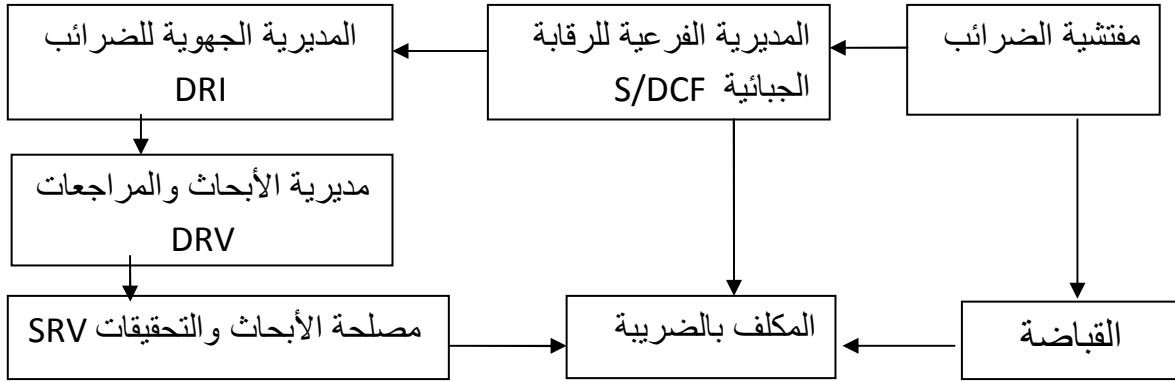 مفتشية الضرائب
المديرية الفرعية للرقابة
الجبائية S/DCF
المديرية الجهوية للضرائب
DRI
مديرية الأبحاث والمراجعات
DRV
القباضة
المكلف بالضريبة
مصلحة الأبحاث والتحقيقات SRV